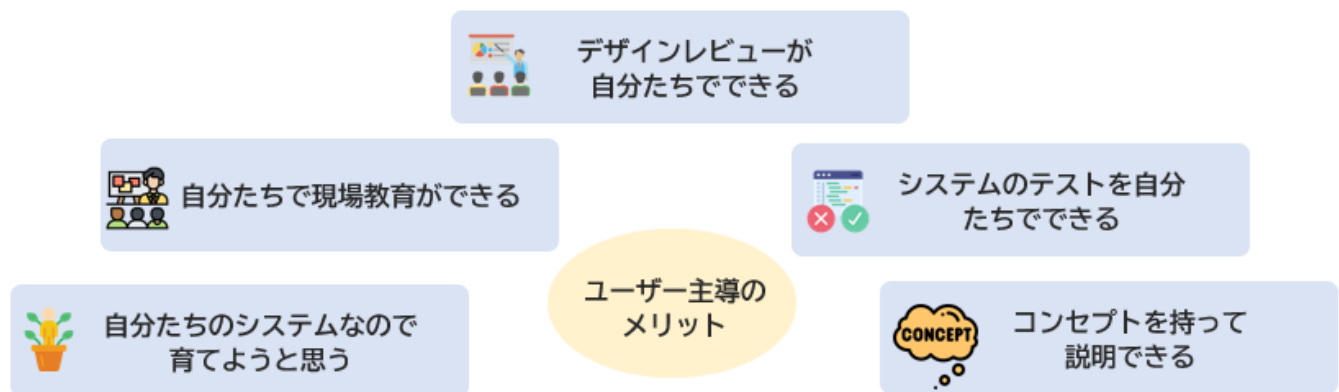 デザインレビューが
自分たちでできる
自分たちで現場教育ができる
システムのテストを自分
たちでできる
ユーザー主導の
メリット
自分たちのシステムなので
育てようと思う
CONCEPT
コンセプトを持って
説明できる